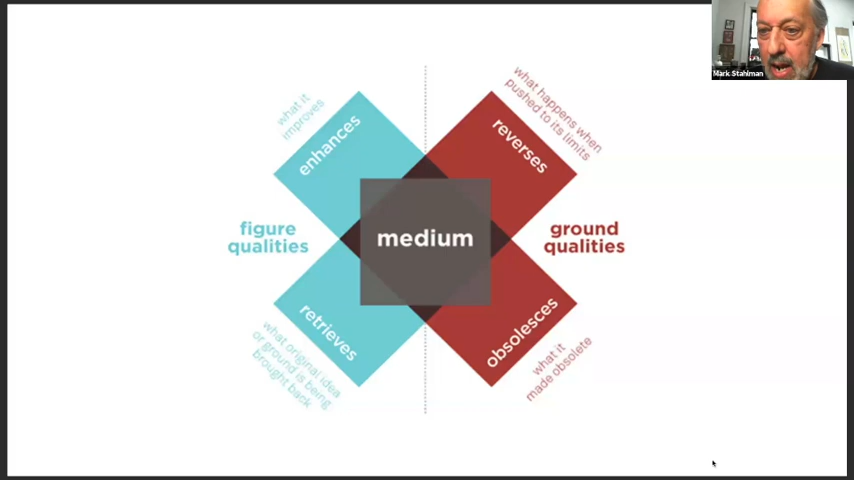 Mark Stahlman
what it
improves
enhances
what happens when
pushed to its limits
reverses
figure
qualities
medium
ground
qualities
retrieves
what original idea
or ground is being
brought back
obsolesces
what it
made obsolete